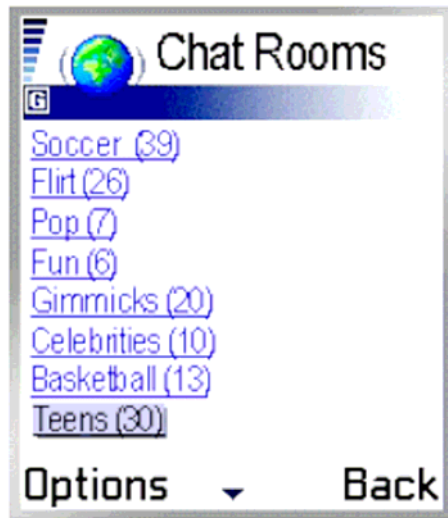 Chat Rooms
G
Soccer (39)
Flirt (26)
Pop (7)
Fun (6)
Gimmicks (20)
Celebrities (10)
Basketball (13)
Teens (30)
Options Back